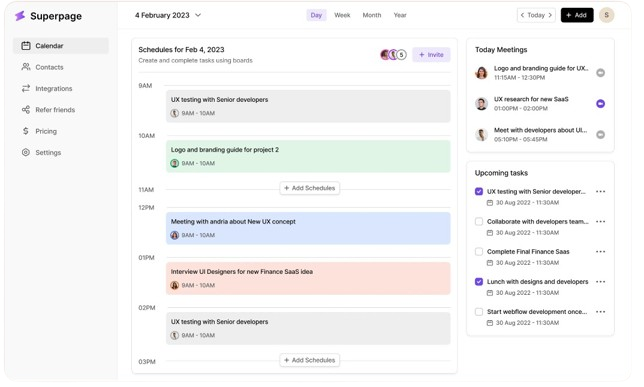 Superpage
Calendar
Contacts
Integrations
Refer friends
$ Pricing
Settings
4 February 2023
Day Week Month Year
Today
+ Add
S
Schedules for Feb 4, 2023
Create and complete tasks using boards
5
+ Invite
9AM
UX testing with Senior developers
9AM - 10AM
10AM
Logo and branding guide for project 2
9AM - 10AM
11AM
+ Add Schedules
12PM
Meeting with andria about New UX concept
9AM - 10AM
01PM
Interview UI Designers for new Finance SaaS idea
9AM - 10AM
02PM
UX testing with Senior developers
9AM - 10AM
03PM
+ Add Schedules
Today Meetings
Logo and branding guide for UX...
11:15AM - 12:30PM
UX research for new SaaS
01:00PM - 02:00PM
Meet with developers about UI...
05:10PM - 05:45PM
Upcoming tasks
UX testing with Senior developer...
30 Aug 2022 - 11:30AM
Collaborate with developers team...
30 Aug 2022 - 11:30AM
Complete Final Finance Saas
30 Aug 2022 - 11:30AM
Lunch with designs and developers
30 Aug 2022 - 11:30AM
Start webflow development once...
30 Aug 2022 - 11:30AM